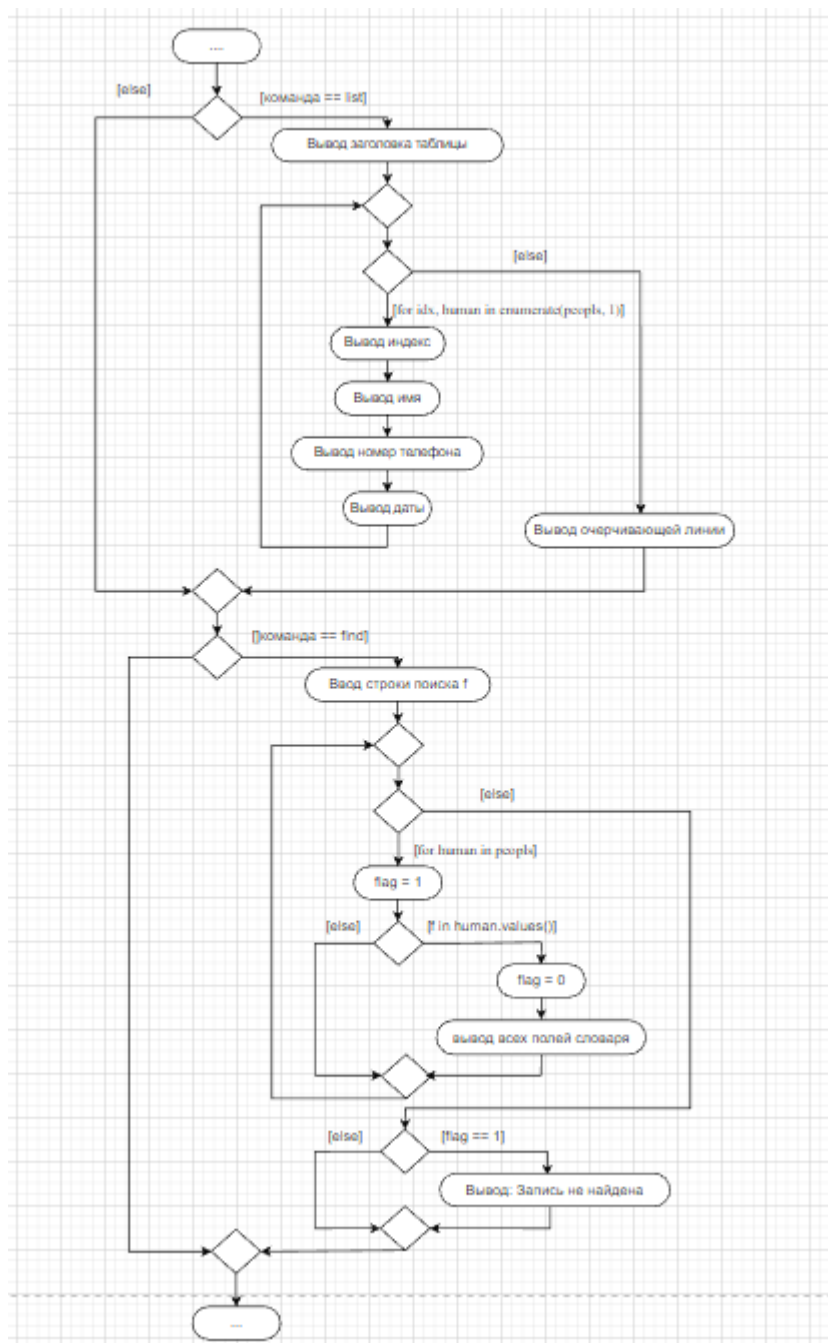 ....
[else]
[команда == list]
Вывод заголовка таблицы
[else]
[for idx, human in enumerate(peopls, 1)]
Вывод индекс
Вывод имя
Вывод номер телефона
Вывод даты
Вывод очерчивающей линии
[]команда == find]
Ввод строки поиска f
[else]
[for human in peopls]
flag = 1
[else]
[f in human.values()]
flag = 0
вывод всех полей словаря
[else]
[flag == 1]
Вывод: Запись не найдена
....